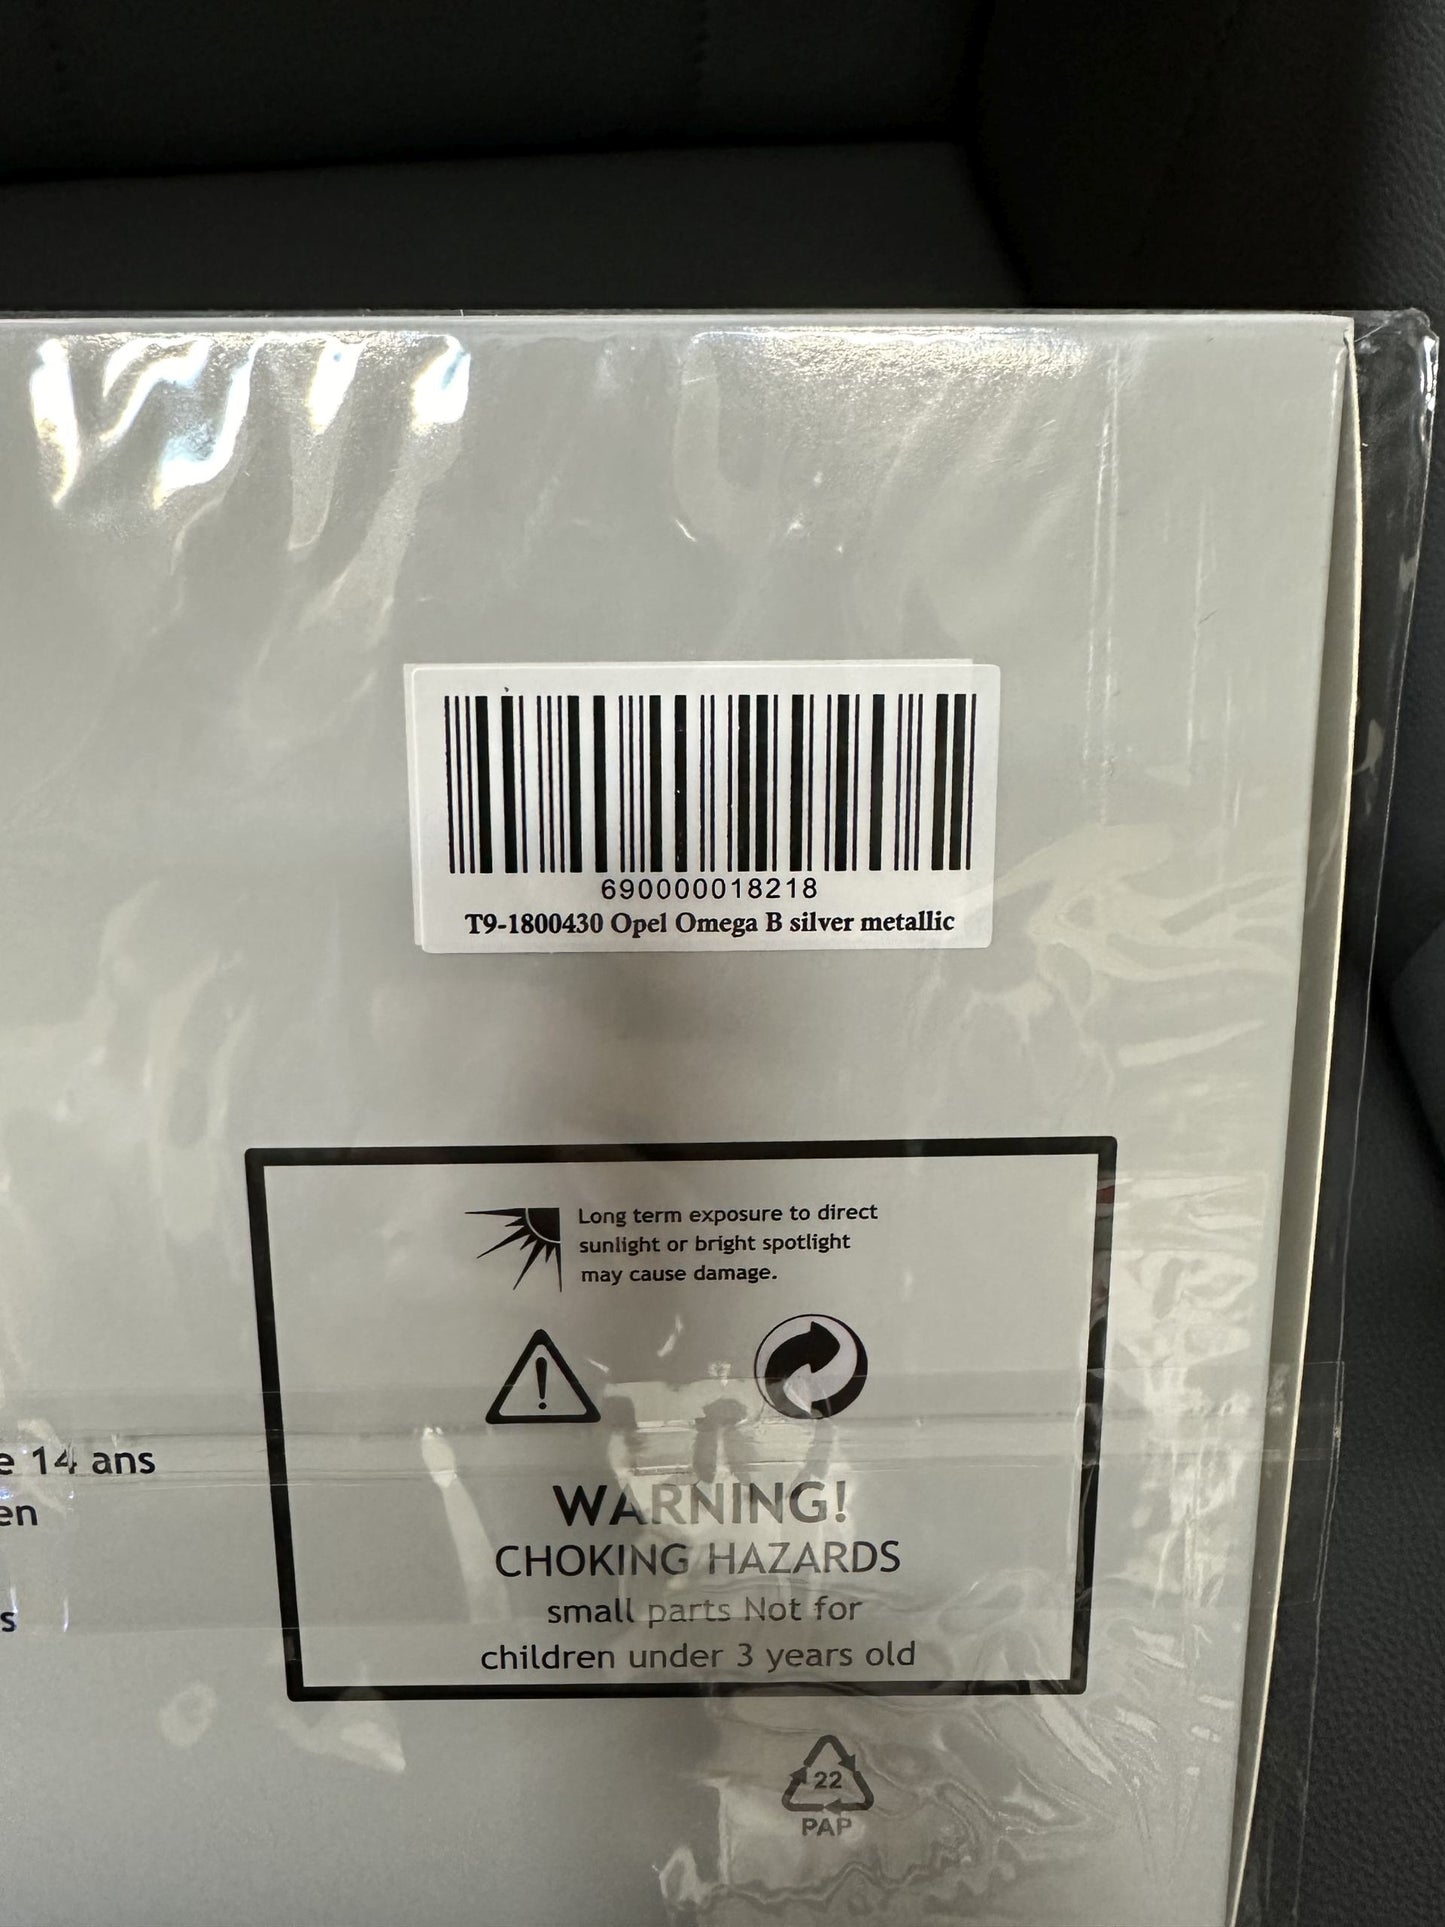 690000018218
T9-1800430 Opel Omega B silver metallic
Long term exposure to direct
sunlight or bright spotlight
may cause damage.
e 14 ans
en
s
WARNING!
CHOKING HAZARDS
small parts Not for
children under 3 years old
22
PAP